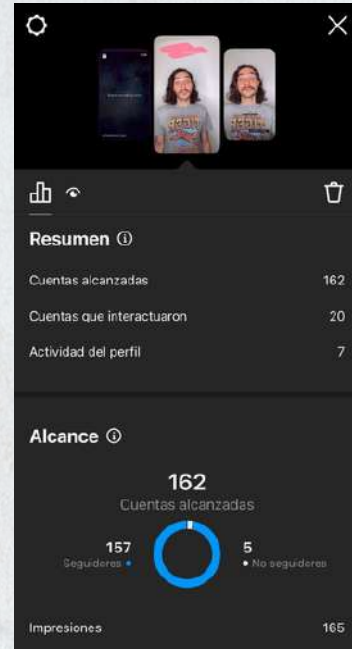 Resumen
Cuentas alcanzadas 162
Cuentas que interactuaron 20
Actividad del perfil 7
Alcance
162
Cuentas alcanzadas
157
Seguidores
5
No seguidores
Impresiones 165